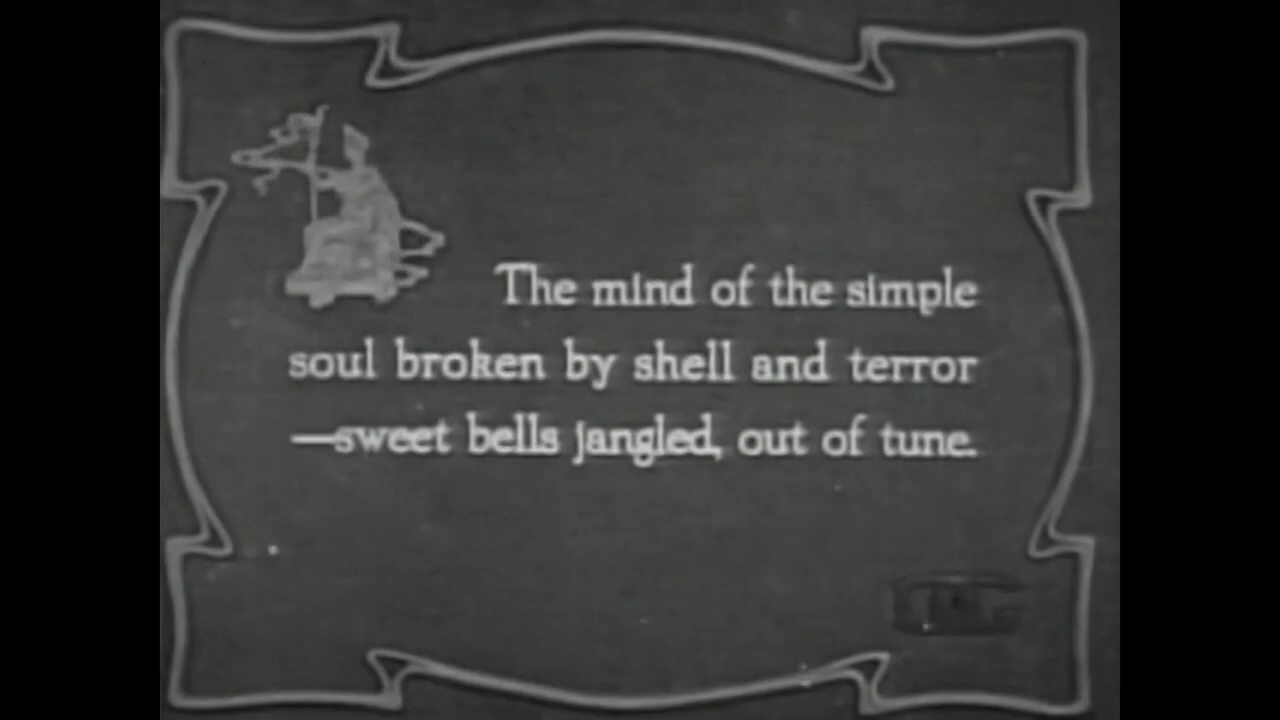 The mind of the simple
soul broken by shell and terror
—sweet bells jangled, out of tune.